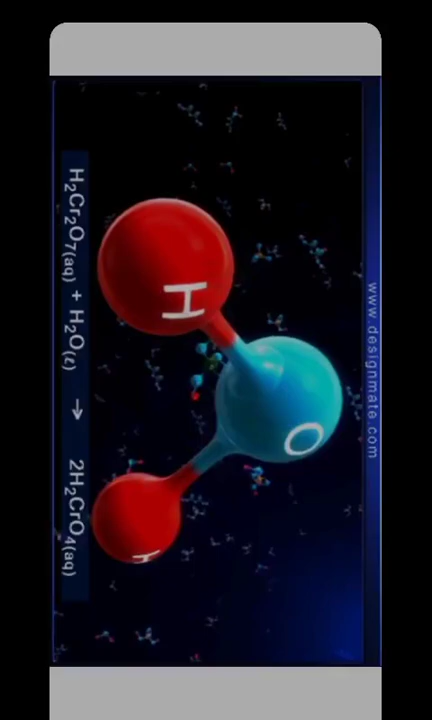 www.designmate.com
H
O
H
H₂Cr₂O₇(aq) + H₂O(ℓ) → 2H₂CrO₄(aq)